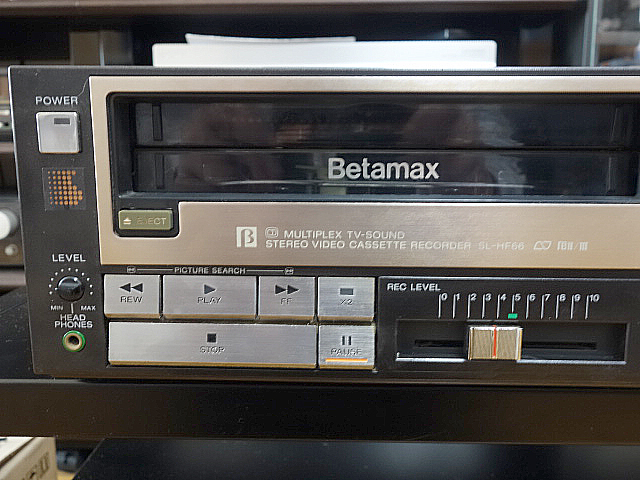 POWER
Betamax
EJECT
β MULTIPLEX TV-SOUND
STEREO VIDEO CASSETTE RECORDER SL-HF66 βII/III
LEVEL
MIN MAX
HEAD
PHONES
PICTURE SEARCH
REW PLAY FF X2
STOP PAUSE
REC LEVEL
0 1 2 3 4 5 6 7 8 9 10